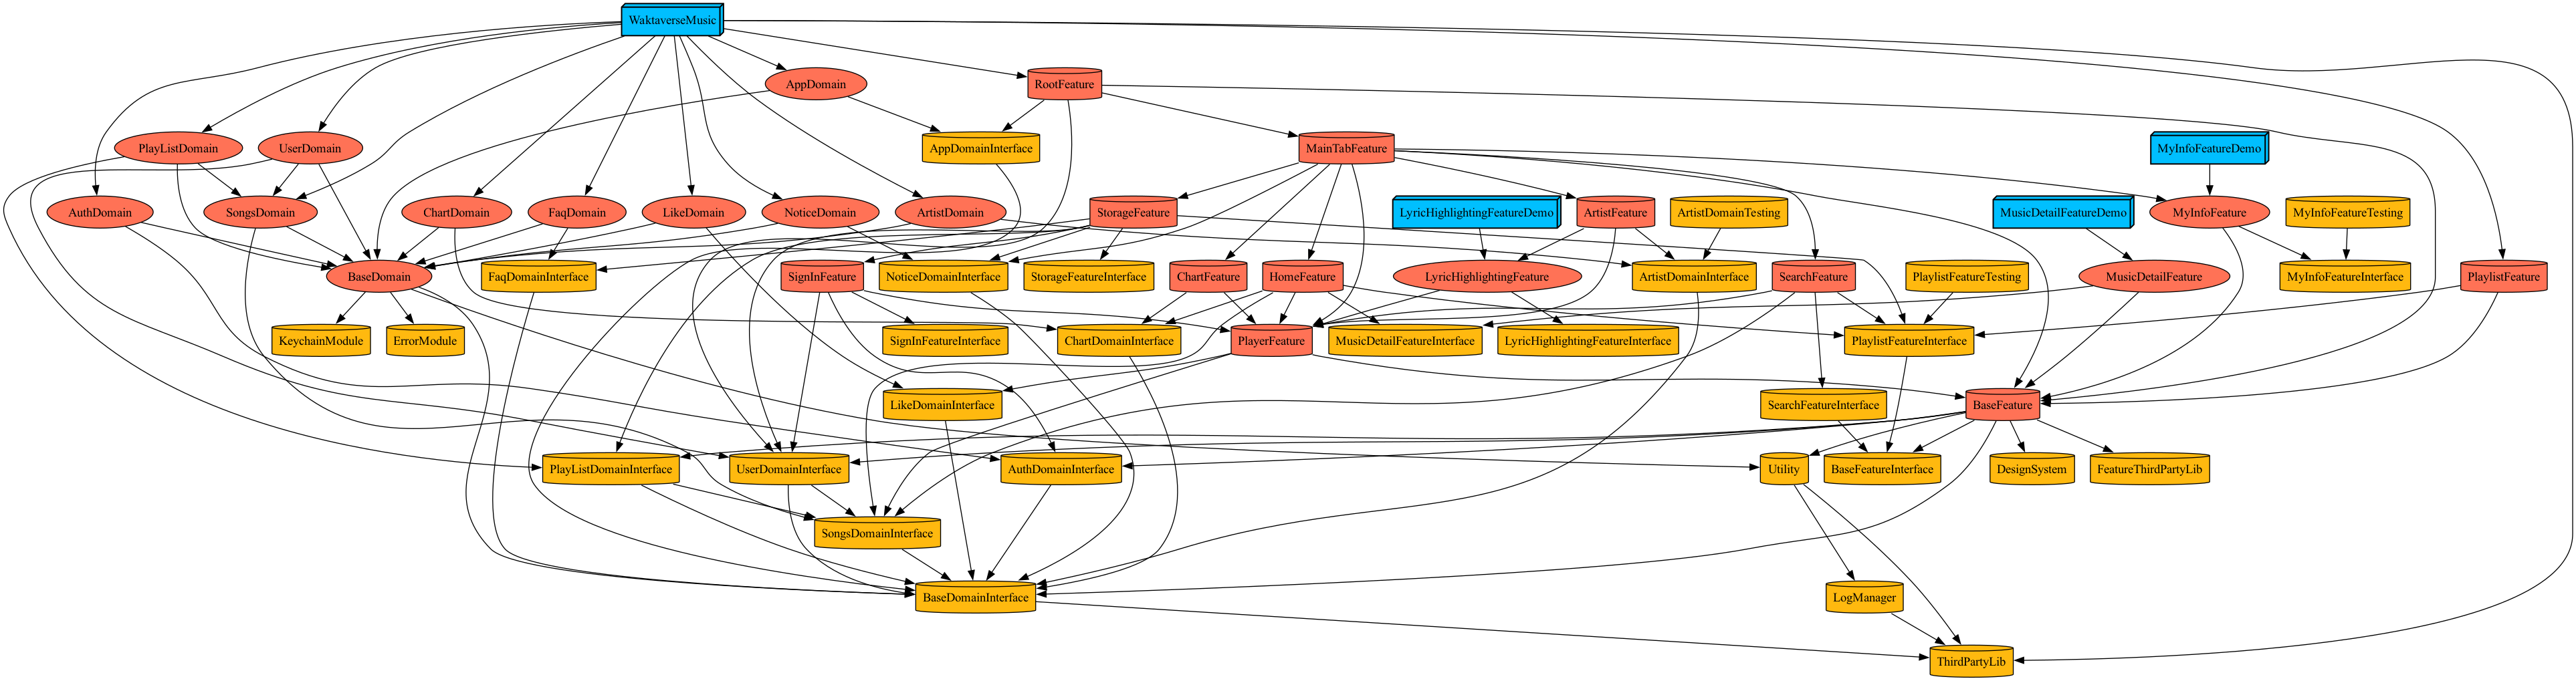 WaktaverseMusic
AppDomain
RootFeature
PlayListDomain
UserDomain
AppDomainInterface
MainTabFeature
MyInfoFeatureDemo
AuthDomain
SongsDomain
ChartDomain
FaqDomain
LikeDomain
NoticeDomain
ArtistDomain
StorageFeature
LyricHighlightingFeatureDemo
ArtistFeature
ArtistDomainTesting
MusicDetailFeatureDemo
MyInfoFeature
MyInfoFeatureTesting
BaseDomain
FaqDomainInterface
SignInFeature
NoticeDomainInterface
StorageFeatureInterface
ChartFeature
HomeFeature
LyricHighlightingFeature
ArtistDomainInterface
SearchFeature
PlaylistFeatureTesting
MusicDetailFeature
MyInfoFeatureInterface
PlaylistFeature
KeychainModule
ErrorModule
SignInFeatureInterface
ChartDomainInterface
PlayerFeature
MusicDetailFeatureInterface
LyricHighlightingFeatureInterface
PlaylistFeatureInterface
LikeDomainInterface
SearchFeatureInterface
BaseFeature
PlayListDomainInterface
UserDomainInterface
AuthDomainInterface
Utility
BaseFeatureInterface
DesignSystem
FeatureThirdPartyLib
SongsDomainInterface
BaseDomainInterface
LogManager
ThirdPartyLib